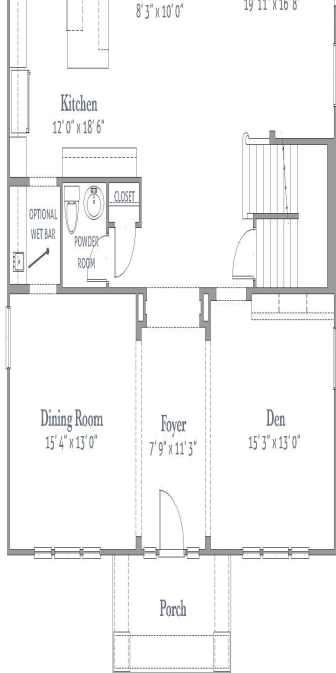 8' 3" x 10' 0"
19' 11" x 16' 8"
Kitchen
12' 0" x 18' 6"
CLOSET
OPTIONAL
WET BAR
POWDER
ROOM
Dining Room
15' 4" x 13' 0"
Foyer
7' 9" x 11' 3"
Den
15' 3" x 13' 0"
Porch